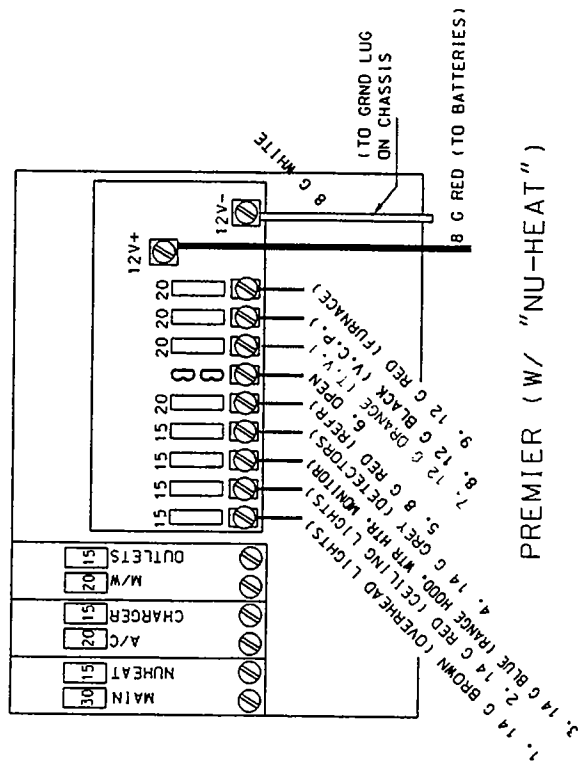 8 G WHITE
(TO GRND LUG
ON CHASSIS
8 G RED (TO BATTERIES)
12V-
12V+
15
15
15
15
20
20
20
20
1. 14 G BROWN (OVERHEAD LIGHTS)
2. 14 G RED (CEILING LIGHTS)
3. 14 G BLUE (RANGE HOOD, WTR HTR, MONITOR)
4. 14 G GREY (DETECTORS)
5. 8 G RED (REFR)
6. OPEN
7. 12 G ORANGE (T.V.)
8. 12 G BLACK (V.C.P.)
9. 12 G RED (FURNACE)
30 MAIN
15 NUHEAT
20 A/C
15 CHARGER
20 M/W
15 OUTLETS
PREMIER (W/ "NU-HEAT")